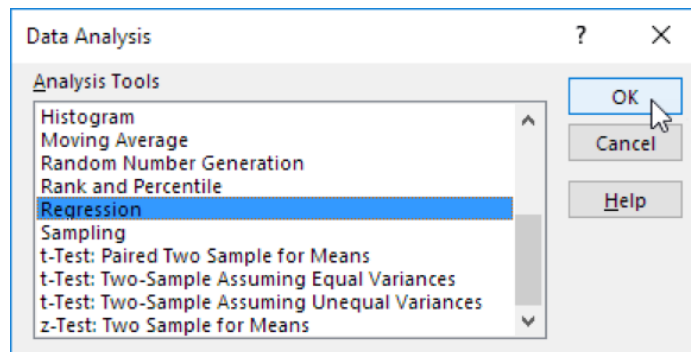 Data Analysis
?
Analysis Tools
Histogram
Moving Average
Random Number Generation
Rank and Percentile
Regression
Sampling
t-Test: Paired Two Sample for Means
t-Test: Two-Sample Assuming Equal Variances
t-Test: Two-Sample Assuming Unequal Variances
z-Test: Two Sample for Means
OK
Cancel
Help